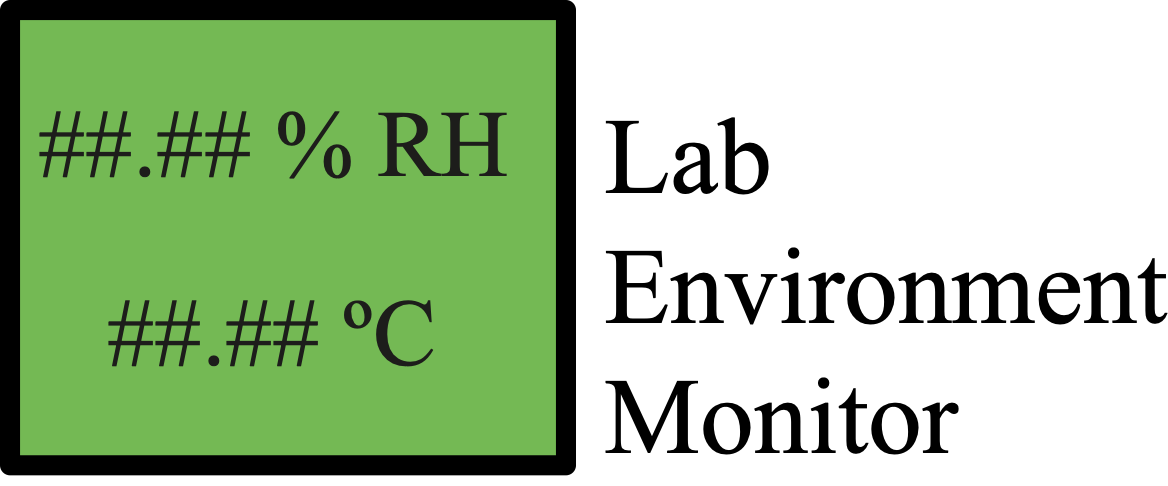 ##.## % RH
##.## ºC
Lab
Environment
Monitor